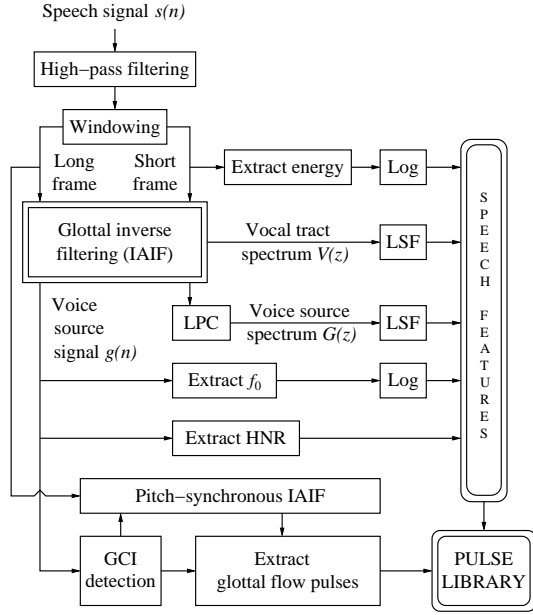 Speech signal s(n)
High−pass filtering
Windowing
Long
frame
Short
frame
Extract energy
Log
Glottal inverse
filtering (IAIF)
Vocal tract
spectrum V(z)
LSF
Voice
source
signal g(n)
LPC
Voice source
spectrum G(z)
LSF
Extract f0
Log
Extract HNR
SPEECH FEATURES
Pitch−synchronous IAIF
GCI
detection
Extract
glottal flow pulses
PULSE
LIBRARY